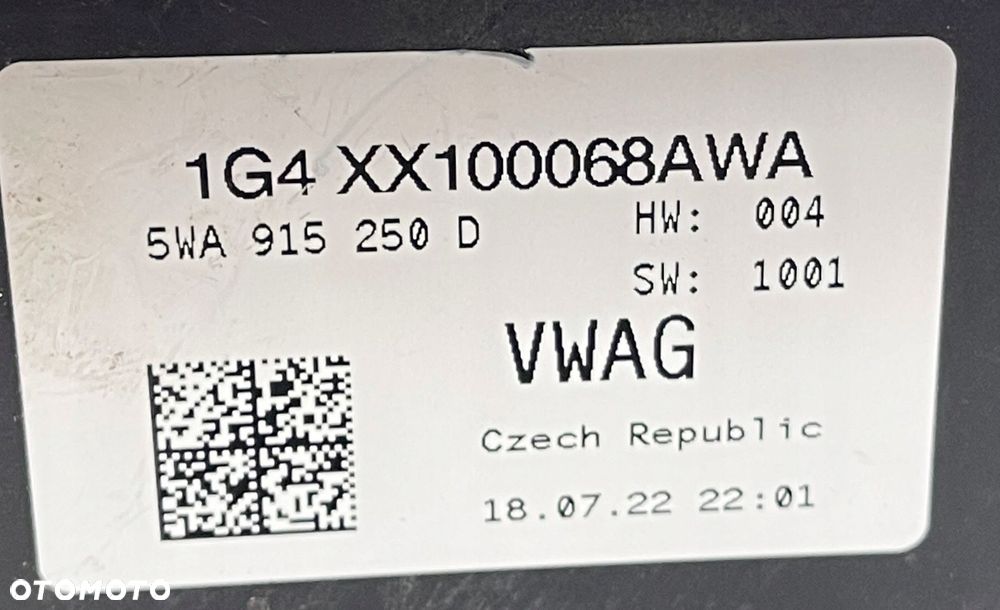 1G4 XX100068AWA
5WA 915 250 D
HW: 004
SW: 1001
VWAG
Czech Republic
18.07.22 22:01
OTOMOTO